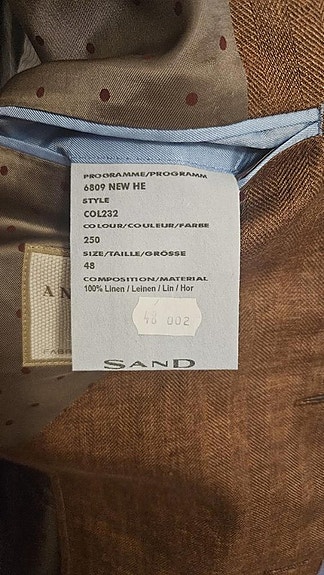 PROGRAMME/PROGRAMM
6809 NEW HE
STYLE
COL232
COLOUR/COULEUR/FARBE
250
SIZE/TAILLE/GRÖSSE
48
COMPOSITION/MATERIAL
100% Linen / Leinen / Lin / Hor
48 002
SAND